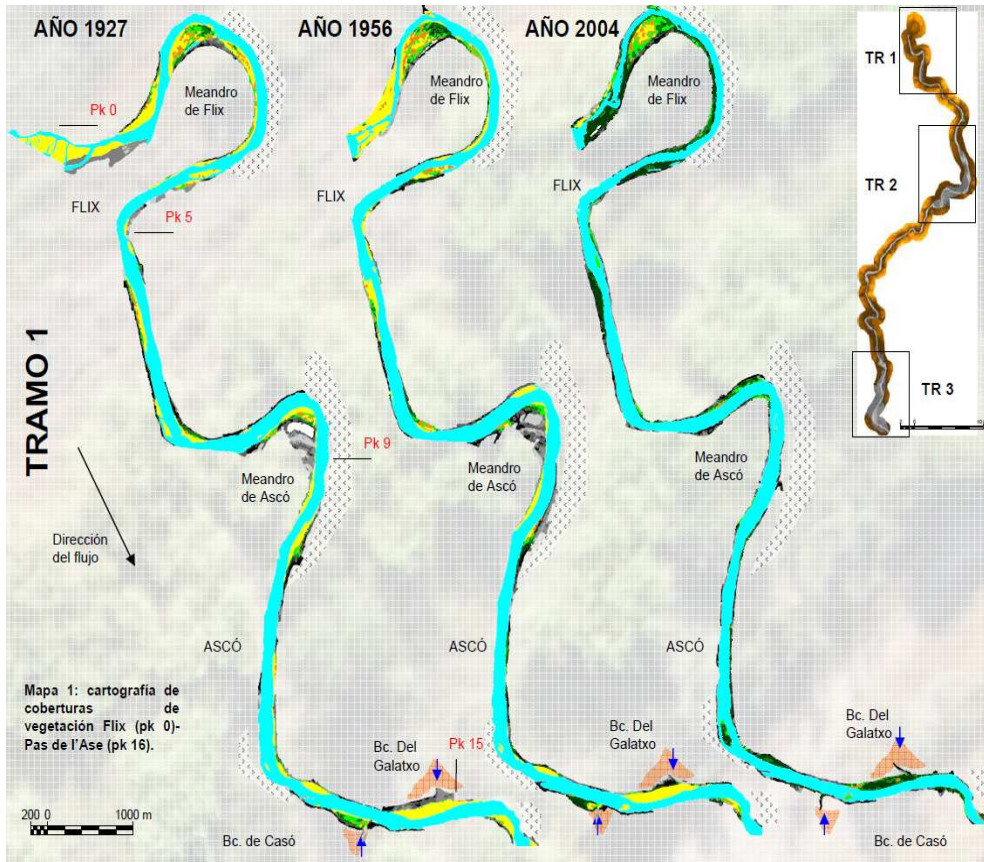 AÑO 1927
AÑO 1956
AÑO 2004
TR 1
Meandro
de Flix
Meandro
de Flix
Meandro
de Flix
Pk 0
TR 2
FLIX
FLIX
FLIX
Pk 5
TRAMO 1
TR 3
Pk 9
Meandro
de Ascó
Meandro
de Ascó
Meandro
de Ascó
Dirección
del flujo
ASCÓ
ASCÓ
ASCÓ
Mapa 1: cartografía de
coberturas de
vegetación Flix (pk 0)-
Pas de l'Ase (pk 16).
Bc. Del
Galatxo
Pk 15
Bc. Del
Galatxo
Bc. Del
Galatxo
200 0 1000 m
Bc. de Casó
Bc. de Casó